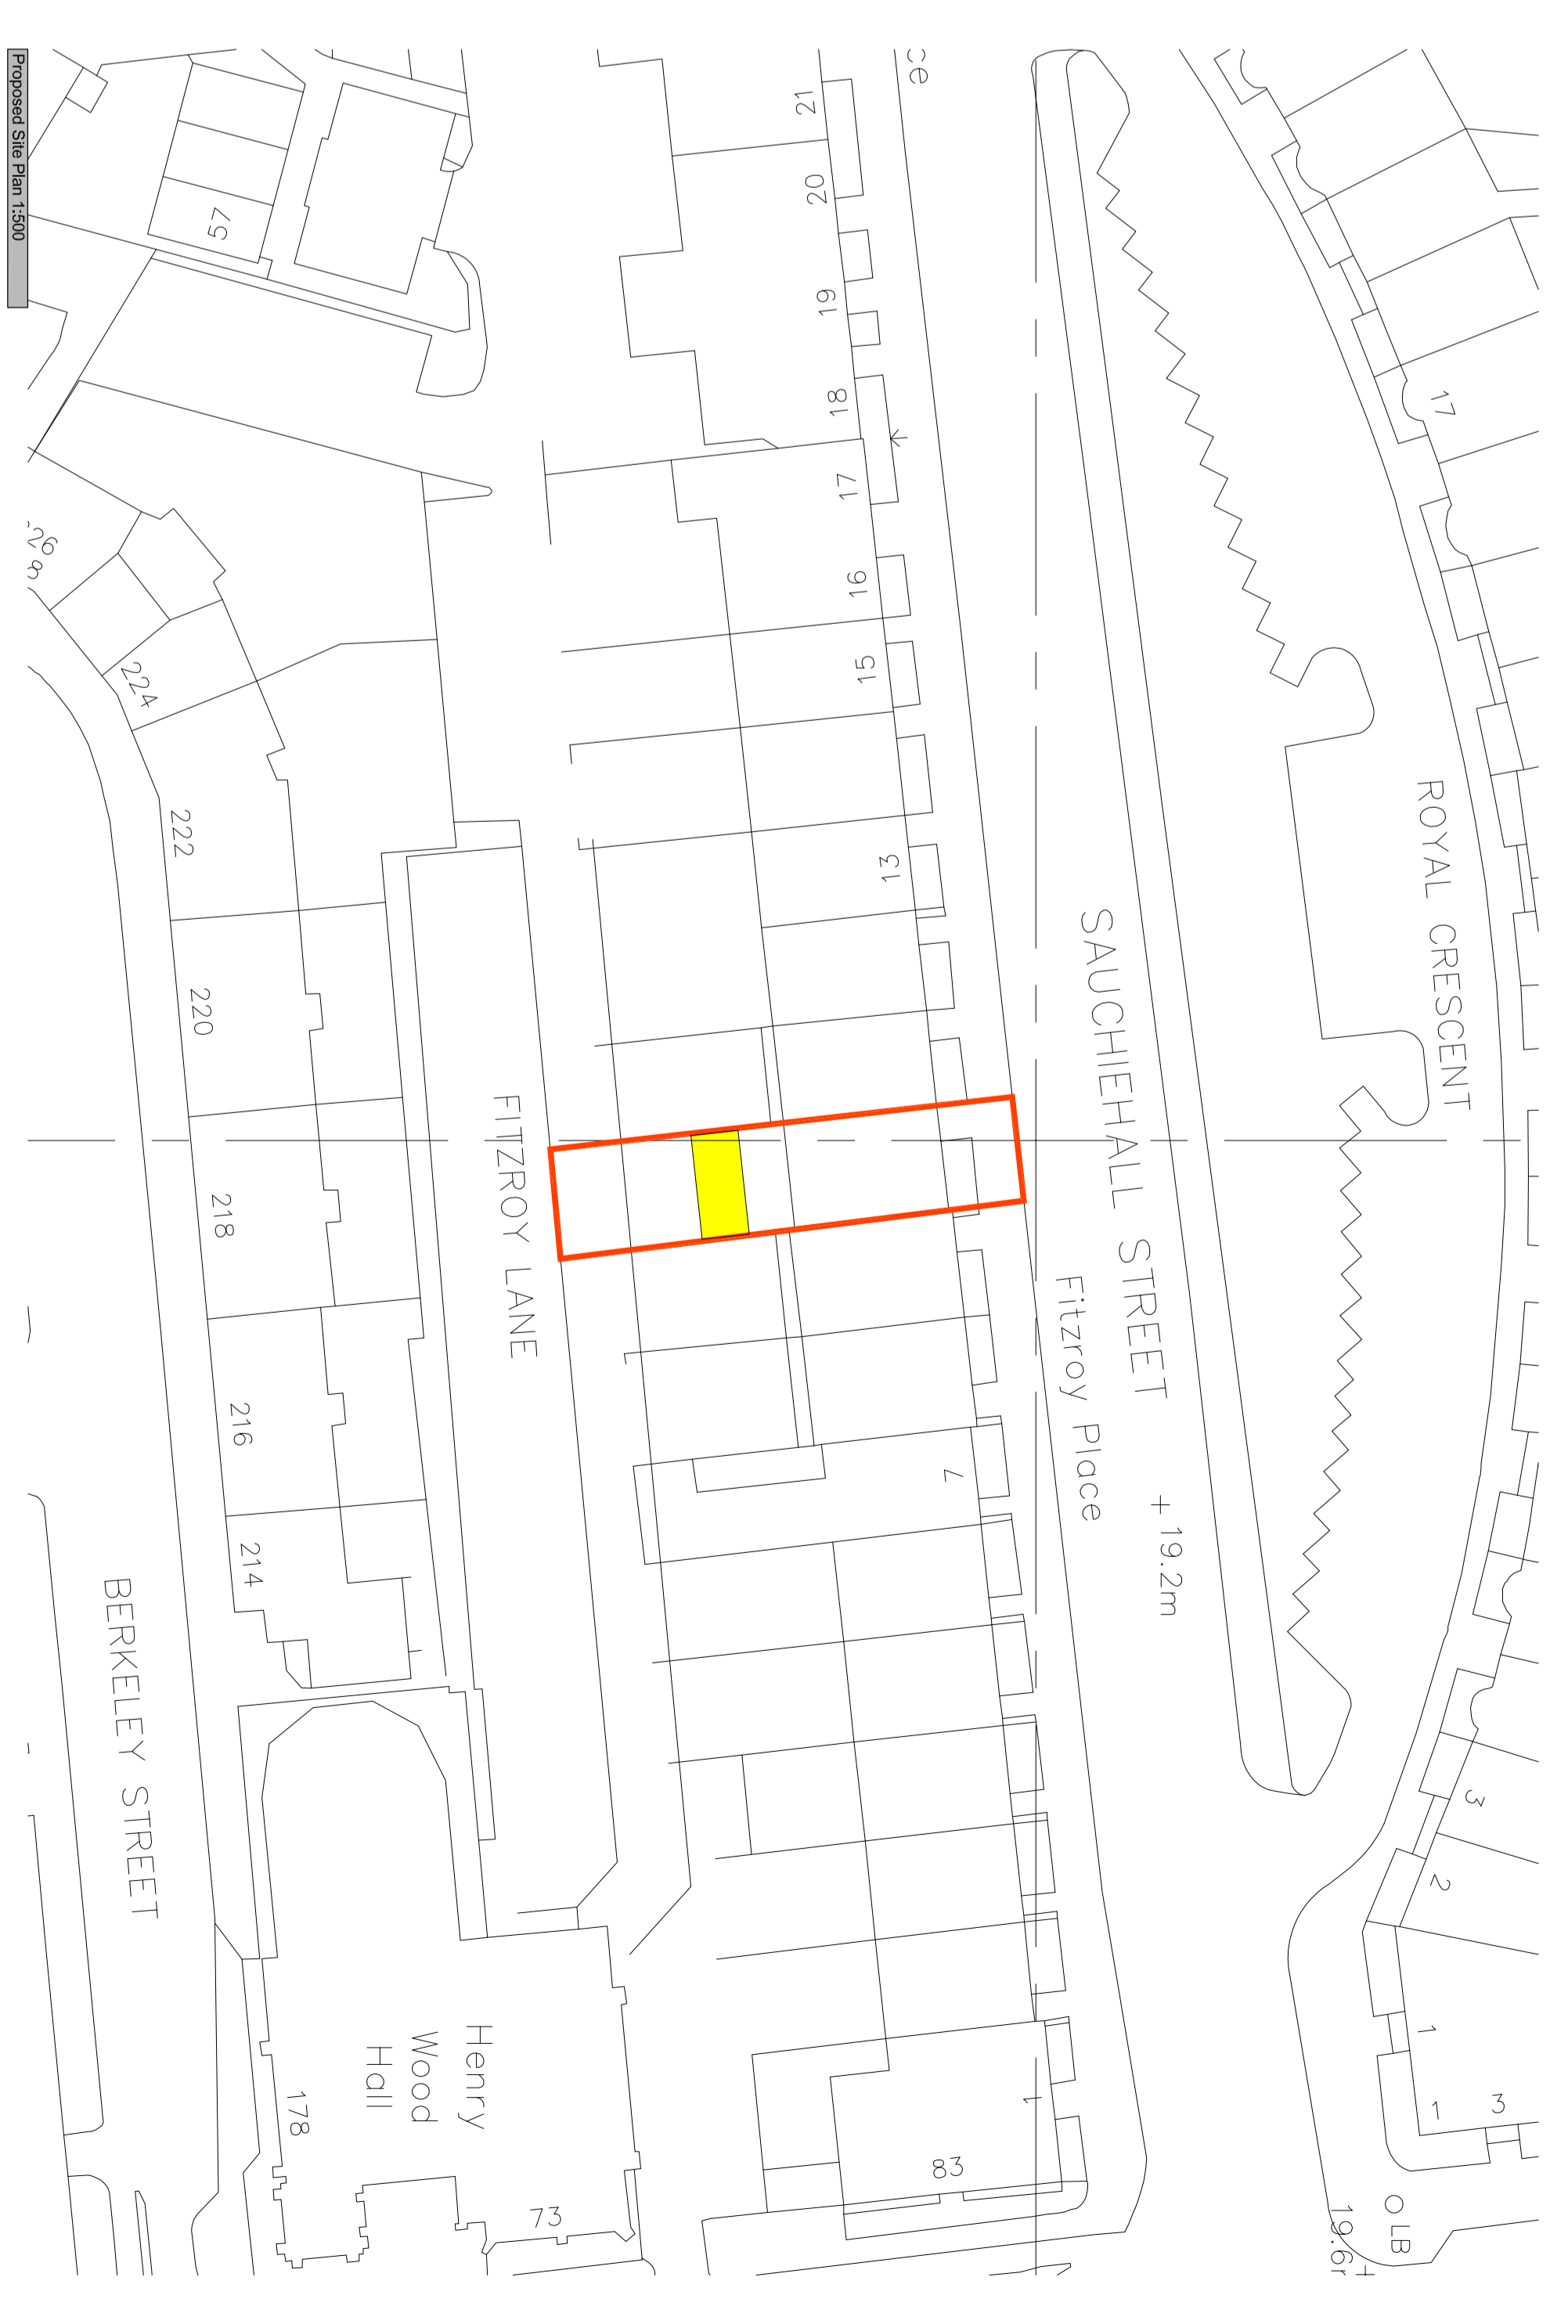 ROYAL CRESCENT
17
3
2
1
1
3
LB
SAUCHIEHALL STREET
+ 19.2m
Fitzroy Place
ce
21
20
19
18
17
16
15
13
7
1
83
FITZROY LANE
57
224
222
220
218
216
214
Henry
Wood
Hall
178
73
BERKELEY STREET
Proposed Site Plan 1:500